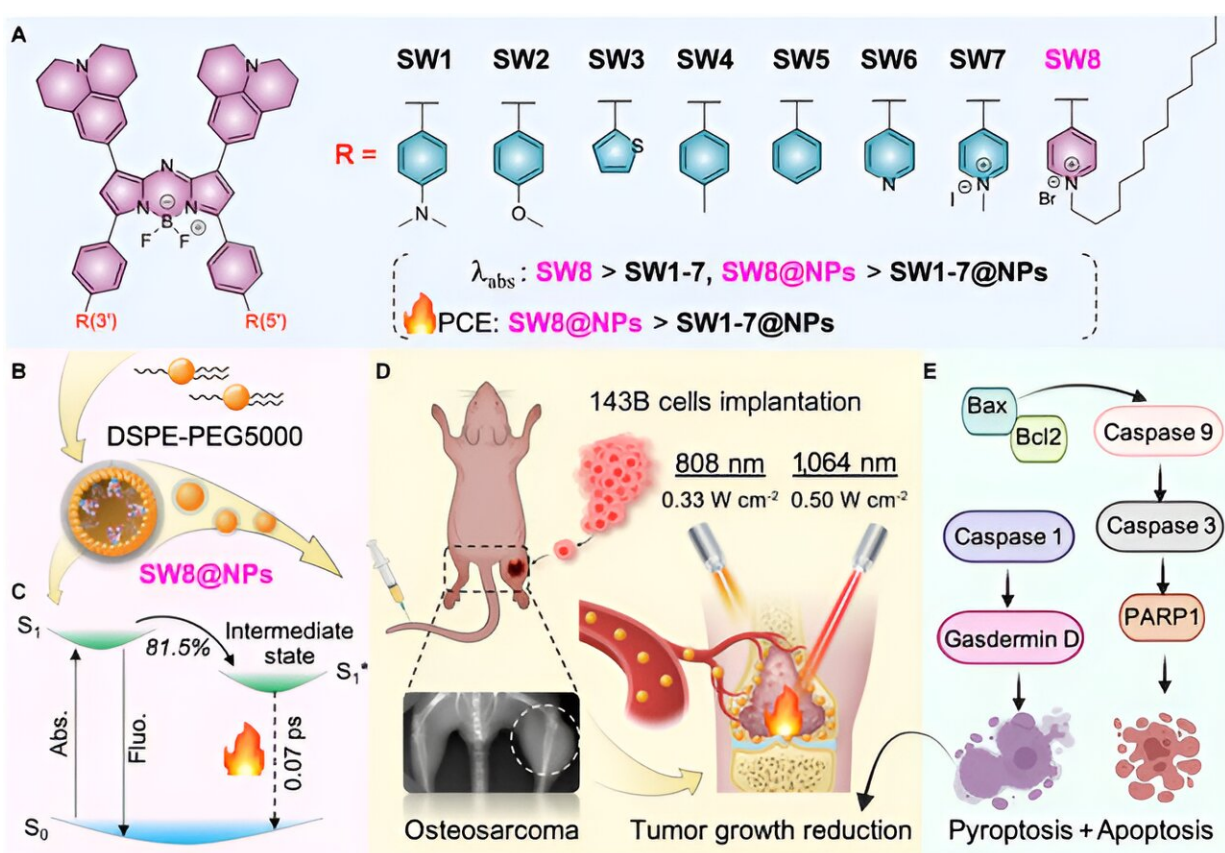 A
SW1 SW2 SW3 SW4 SW5 SW6 SW7 SW8
N N
N
N ⊖ N
B
F F ⊕
R(3') R(5')
R =
S
N
O
N
I ⊖ N ⊕
Br ⊖ N ⊕
λabs : SW8 > SW1-7, SW8@NPs > SW1-7@NPs
PCE: SW8@NPs > SW1-7@NPs
B
DSPE-PEG5000
SW8@NPs
C
S1
81.5%
Intermediate
state
S1*
Abs.
Fluo.
0.07 ps
S0
D
143B cells implantation
808 nm 1,064 nm
0.33 W cm-2 0.50 W cm-2
Osteosarcoma
Tumor growth reduction
E
Bax
Bcl2
Caspase 9
Caspase 1
Caspase 3
Gasdermin D
PARP1
Pyroptosis + Apoptosis